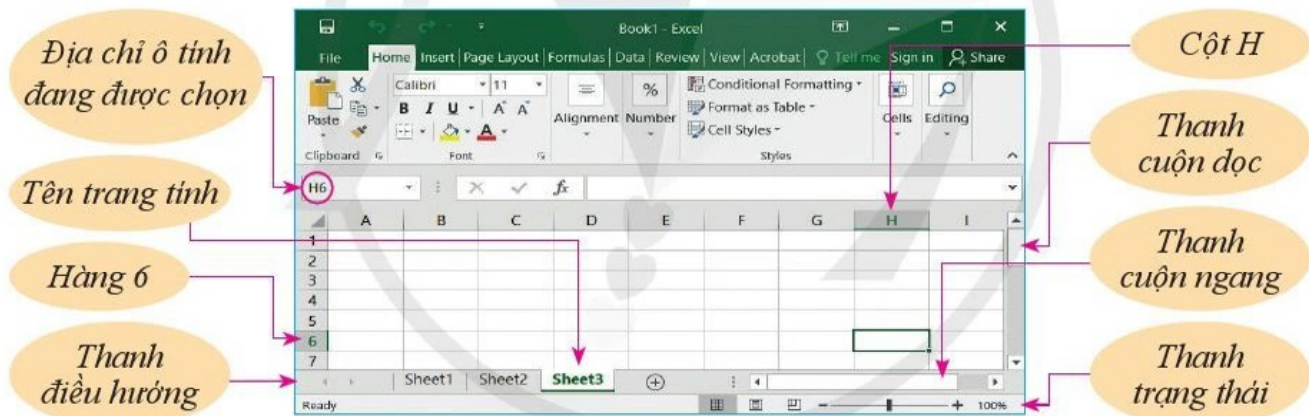 Địa chỉ ô tính
đang được chọn
Tên trang tính
Hàng 6
Thanh
điều hướng
Book1 - Excel
File Home Insert Page Layout Formulas Data Review View Acrobat Tell me Sign in Share
Calibri 11
Paste
B I U A A
A
Alignment
%
Number
Conditional Formatting
Format as Table
Cell Styles
Cells
Editing
Clipboard Font Styles
H6 fx
A B C D E F G H I
1
2
3
4
5
6
7
Sheet1 Sheet2 Sheet3
Ready 100%
Cột H
Thanh
cuộn dọc
Thanh
cuộn ngang
Thanh
trạng thái